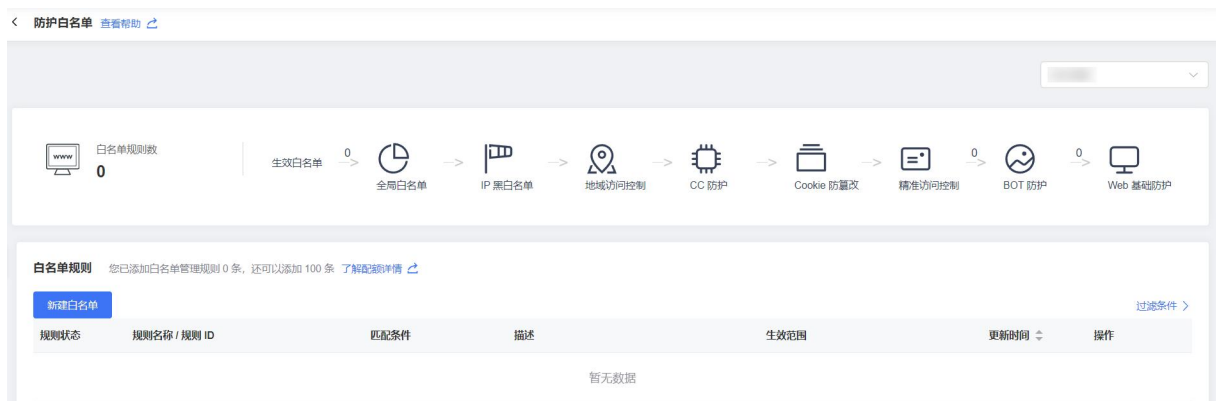 防护白名单 查看帮助
www
白名单规则数
0
生效白名单
0
全局白名单
IP 黑白名单
地域访问控制
CC 防护
Cookie 防篡改
精准访问控制
0
BOT 防护
0
Web 基础防护
白名单规则 您已添加白名单管理规则 0 条，还可以添加 100 条 了解配额详情
新建白名单
过滤条件
规则状态 规则名称 / 规则 ID 匹配条件 描述 生效范围 更新时间 操作
暂无数据